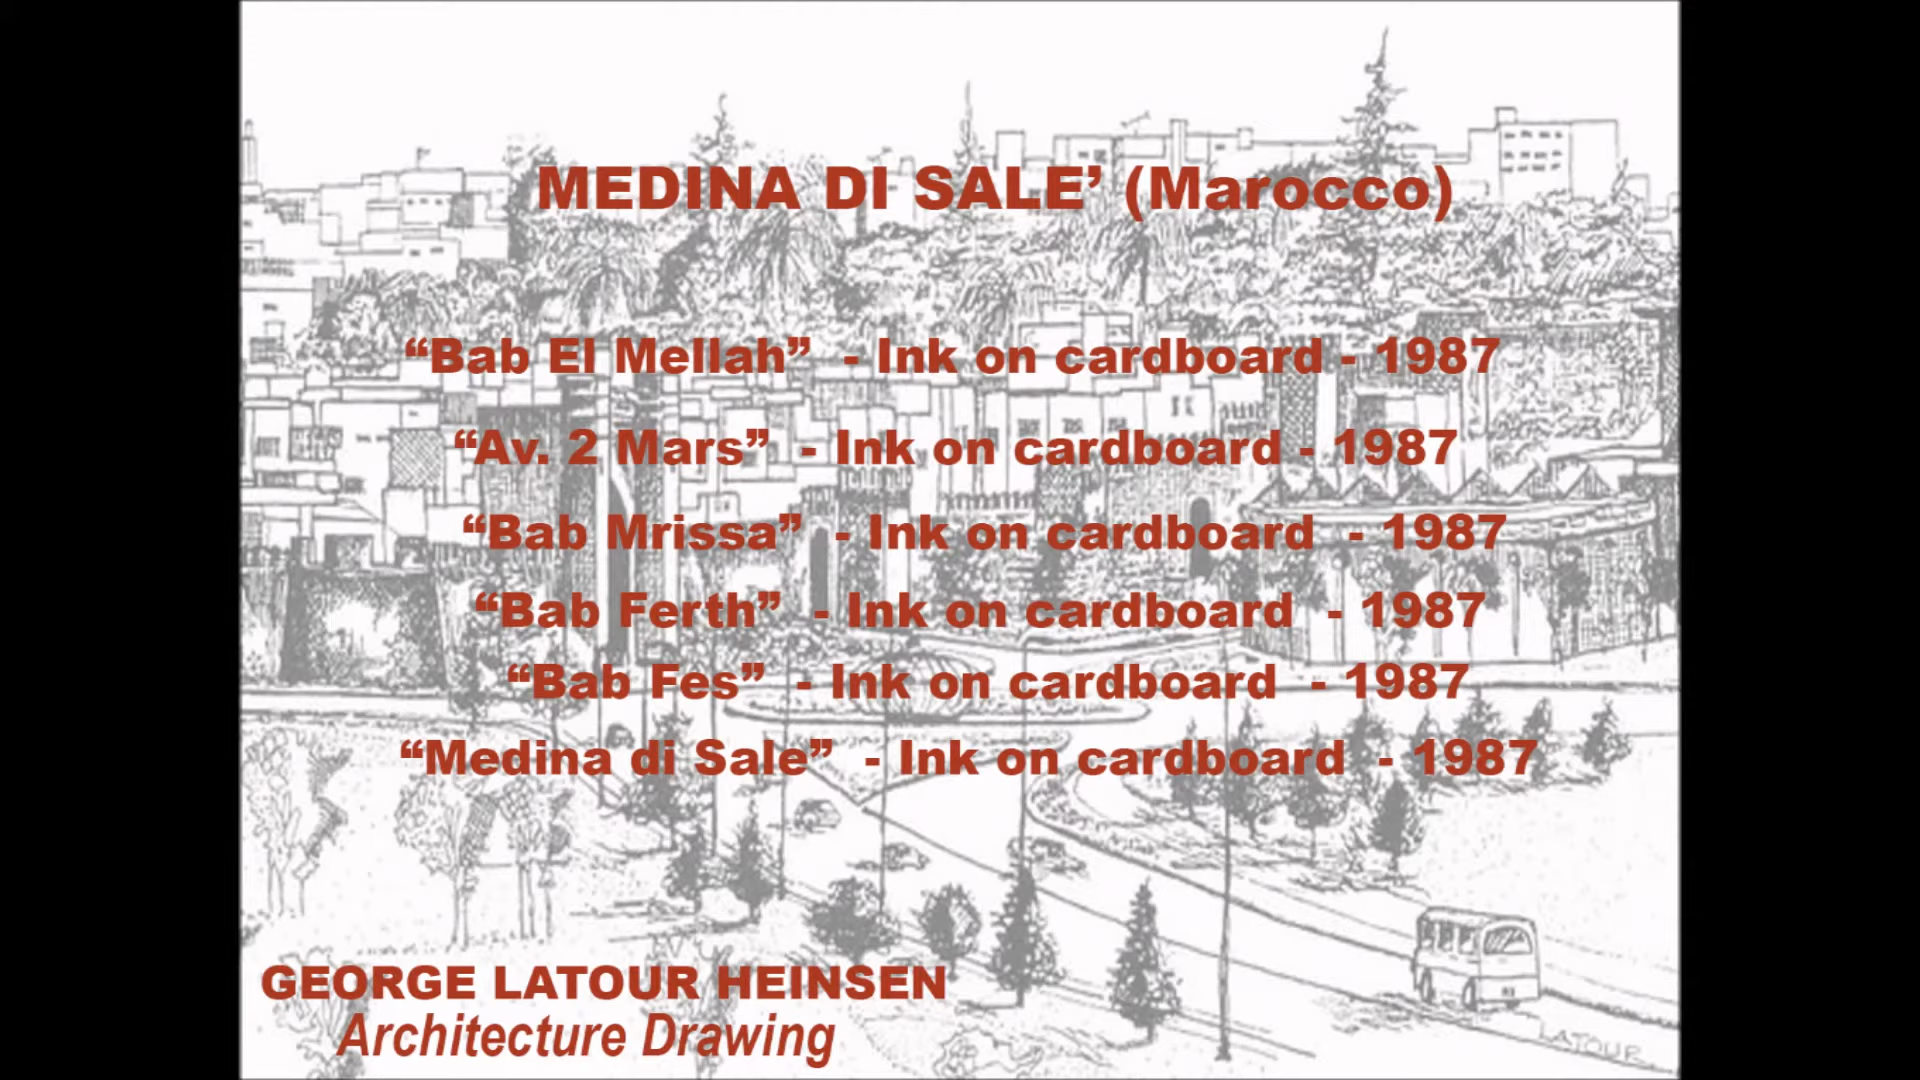 MEDINA DI SALE’ (Marocco)
“Bab El Mellah” - Ink on cardboard - 1987
“Av. 2 Mars” - Ink on cardboard - 1987
“Bab Mrissa” - Ink on cardboard - 1987
“Bab Ferth” - Ink on cardboard - 1987
“Bab Fes” - Ink on cardboard - 1987
“Medina di Sale” - Ink on cardboard - 1987
GEORGE LATOUR HEINSEN
Architecture Drawing
LATOUR